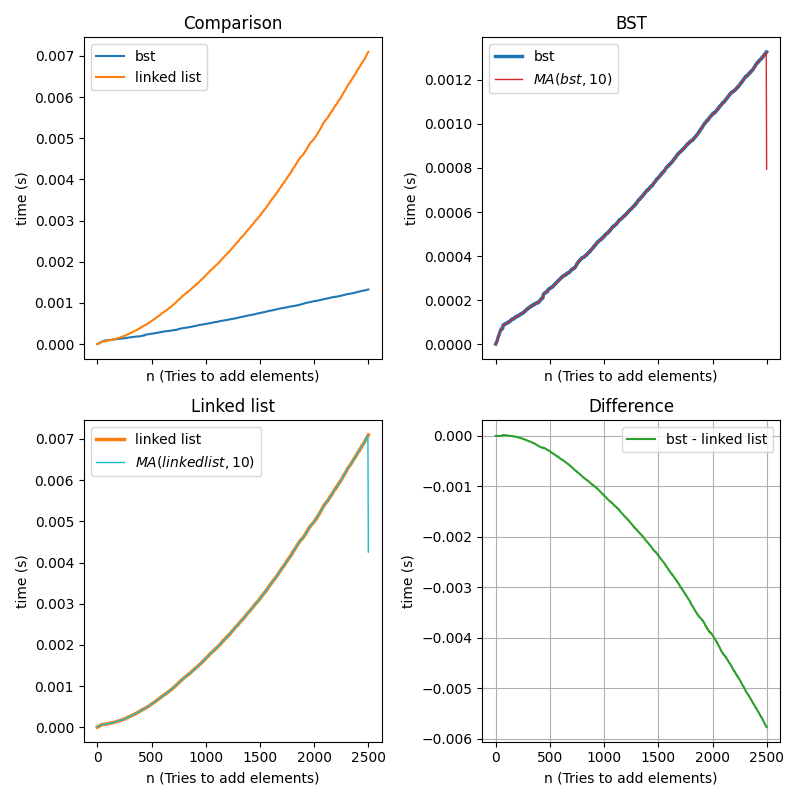 Comparison
0.007
0.006
0.005
0.004
0.003
0.002
0.001
0.000
time (s)
bst
linked list
n (Tries to add elements)
BST
0.0012
0.0010
0.0008
0.0006
0.0004
0.0002
0.0000
time (s)
bst
MA(bst, 10)
n (Tries to add elements)
Linked list
0.007
0.006
0.005
0.004
0.003
0.002
0.001
0.000
time (s)
linked list
MA(linkedlist, 10)
0 500 1000 1500 2000 2500
n (Tries to add elements)
Difference
0.000
−0.001
−0.002
−0.003
−0.004
−0.005
−0.006
time (s)
bst - linked list
0 500 1000 1500 2000 2500
n (Tries to add elements)